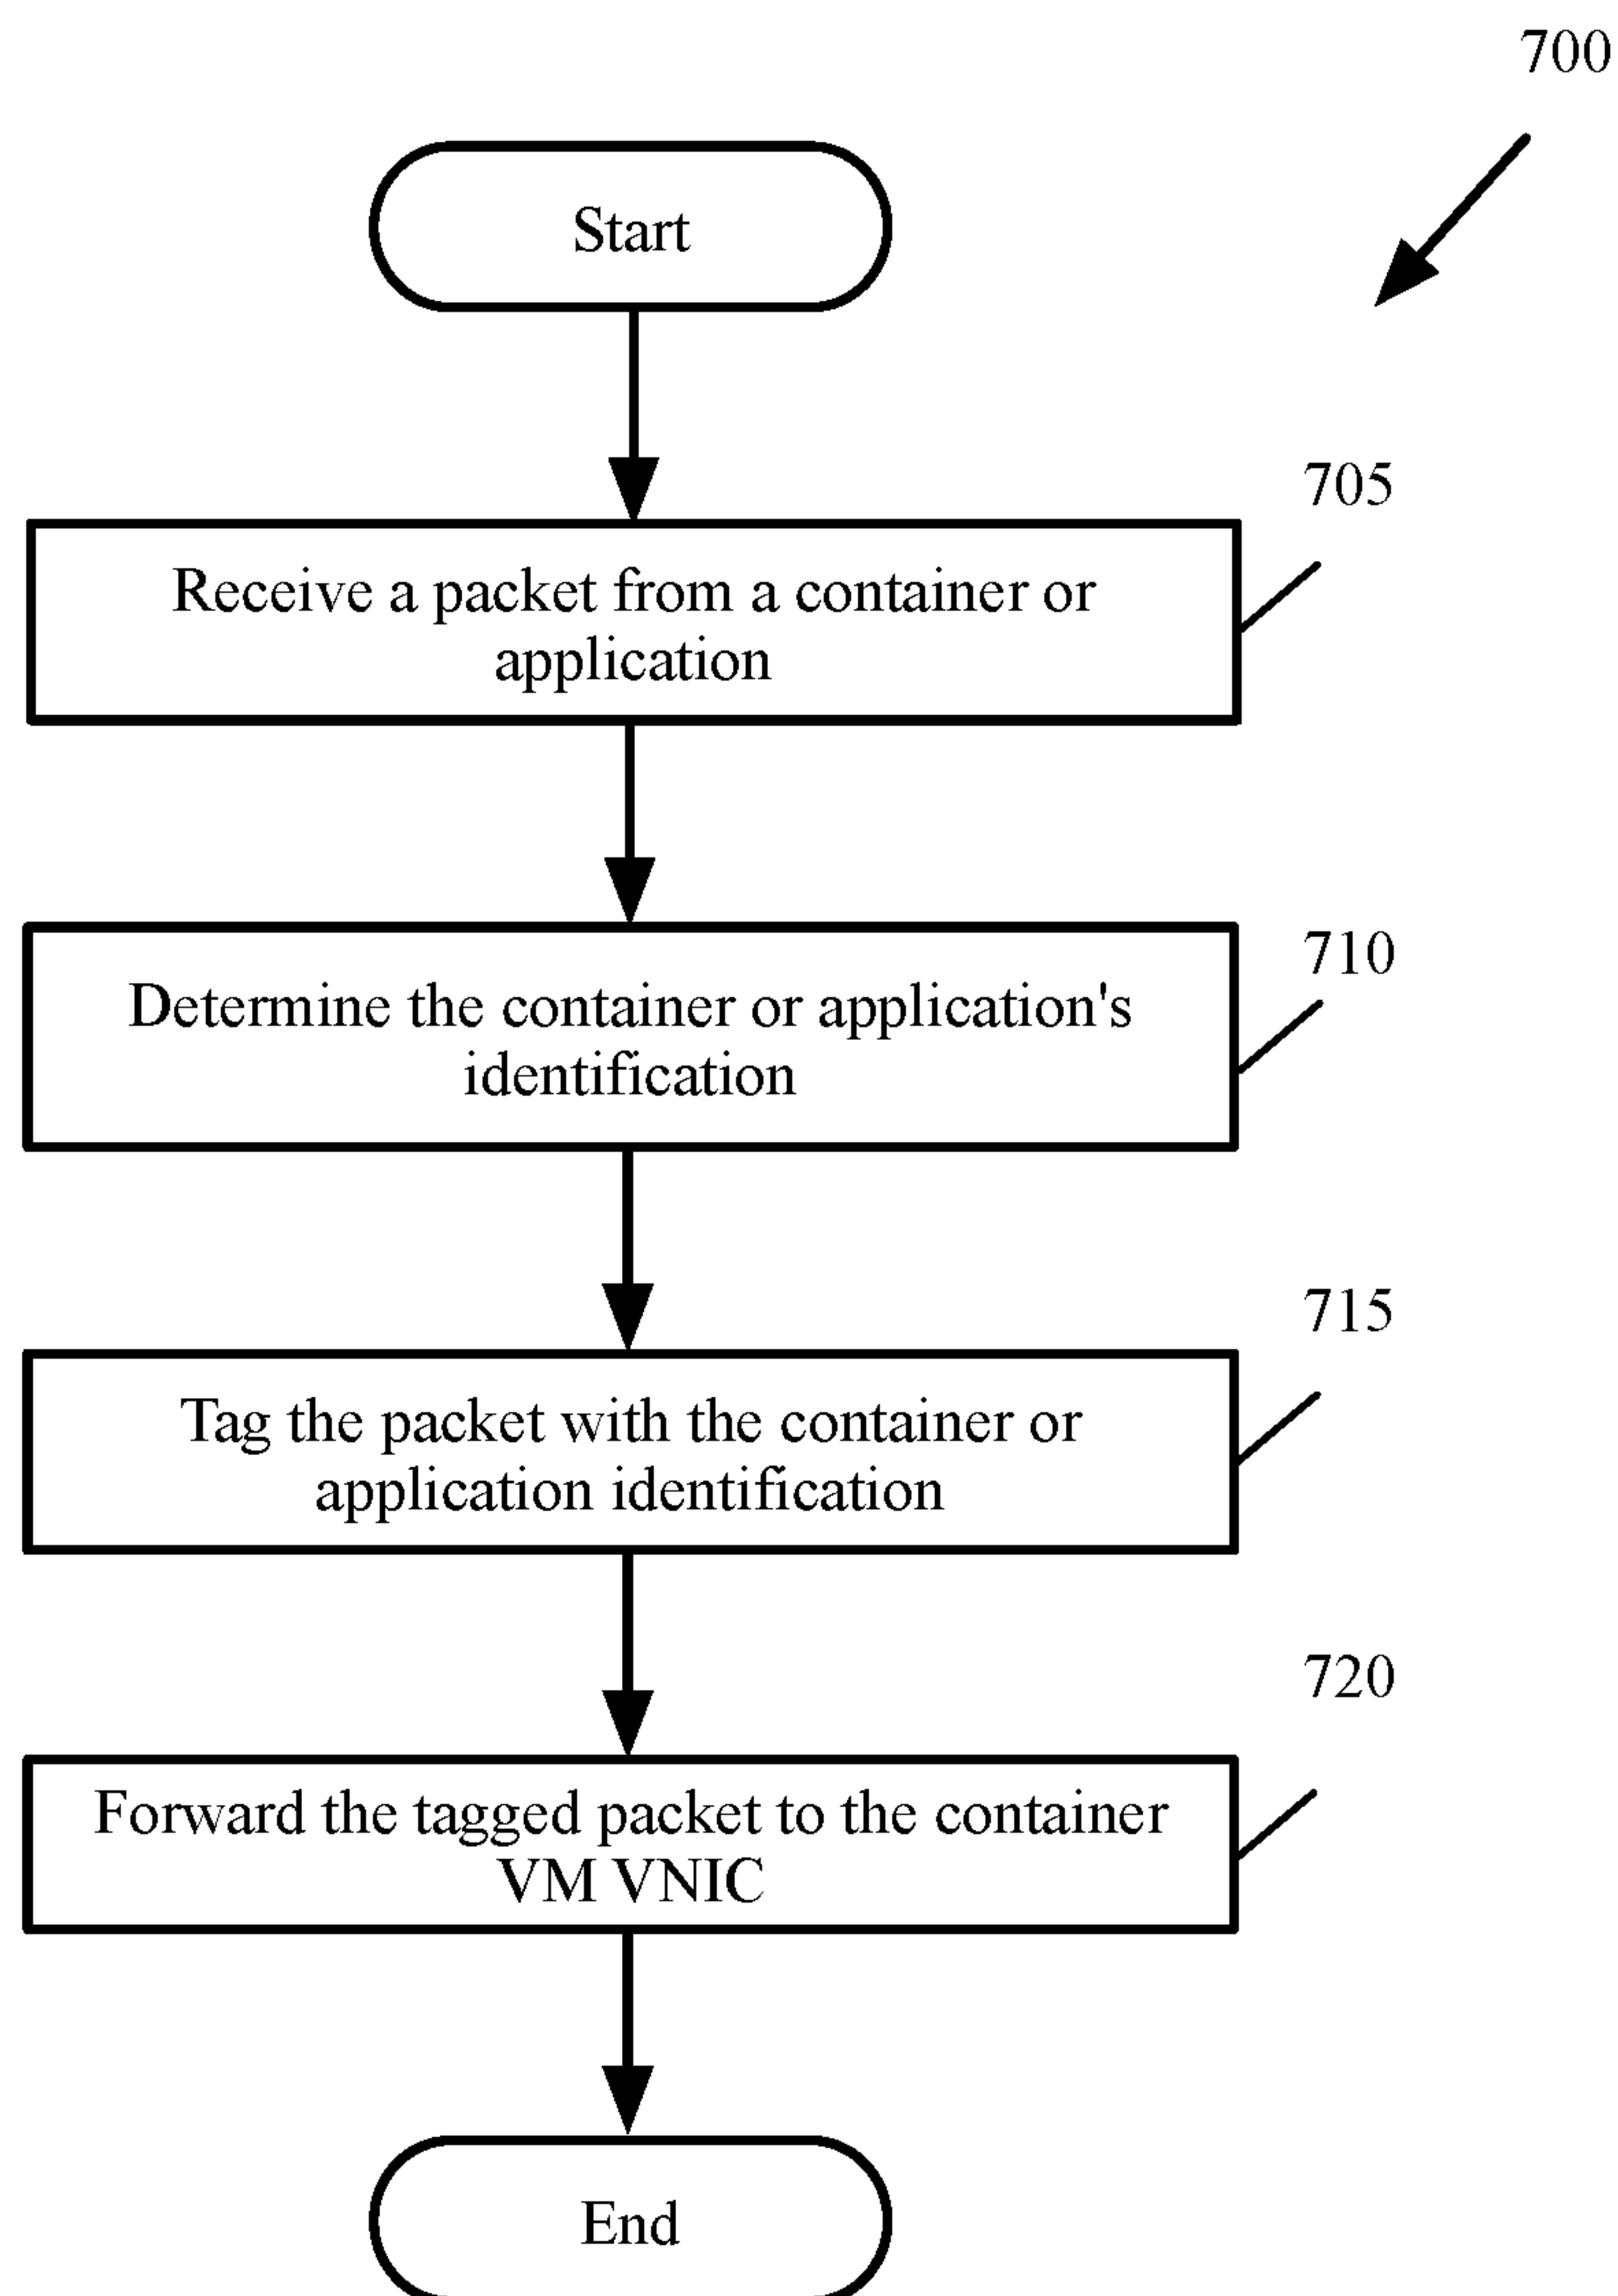 700
Start
705
Receive a packet from a container or
application
710
Determine the container or application's
identification
715
Tag the packet with the container or
application identification
720
Forward the tagged packet to the container
VM VNIC
End